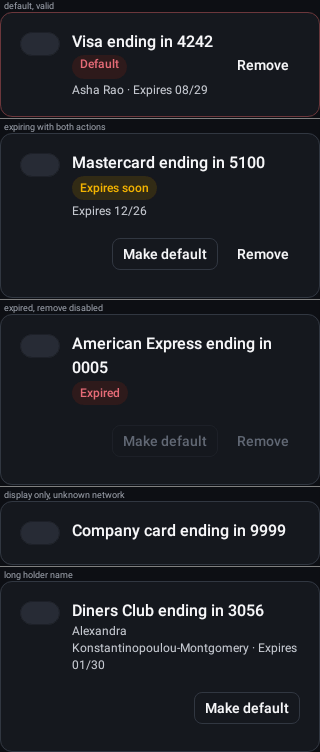 default, valid
Visa ending in 4242
Default
Remove
Asha Rao · Expires 08/29
expiring with both actions
Mastercard ending in 5100
Expires soon
Expires 12/26
Make default Remove
expired, remove disabled
American Express ending in
0005
Expired
Make default Remove
display only, unknown network
Company card ending in 9999
long holder name
Diners Club ending in 3056
Alexandra
Konstantinopoulou-Montgomery · Expires
01/30
Make default